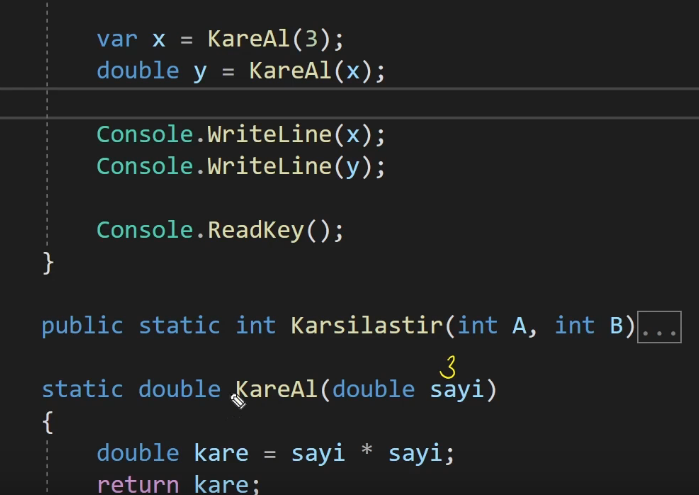 var x = KareAl(3);
double y = KareAl(x);
Console.WriteLine(x);
Console.WriteLine(y);
Console.ReadKey();
}
public static int Karsilastir(int A, int B)...
3
static double KareAl(double sayi)
{
double kare = sayi * sayi;
return kare;